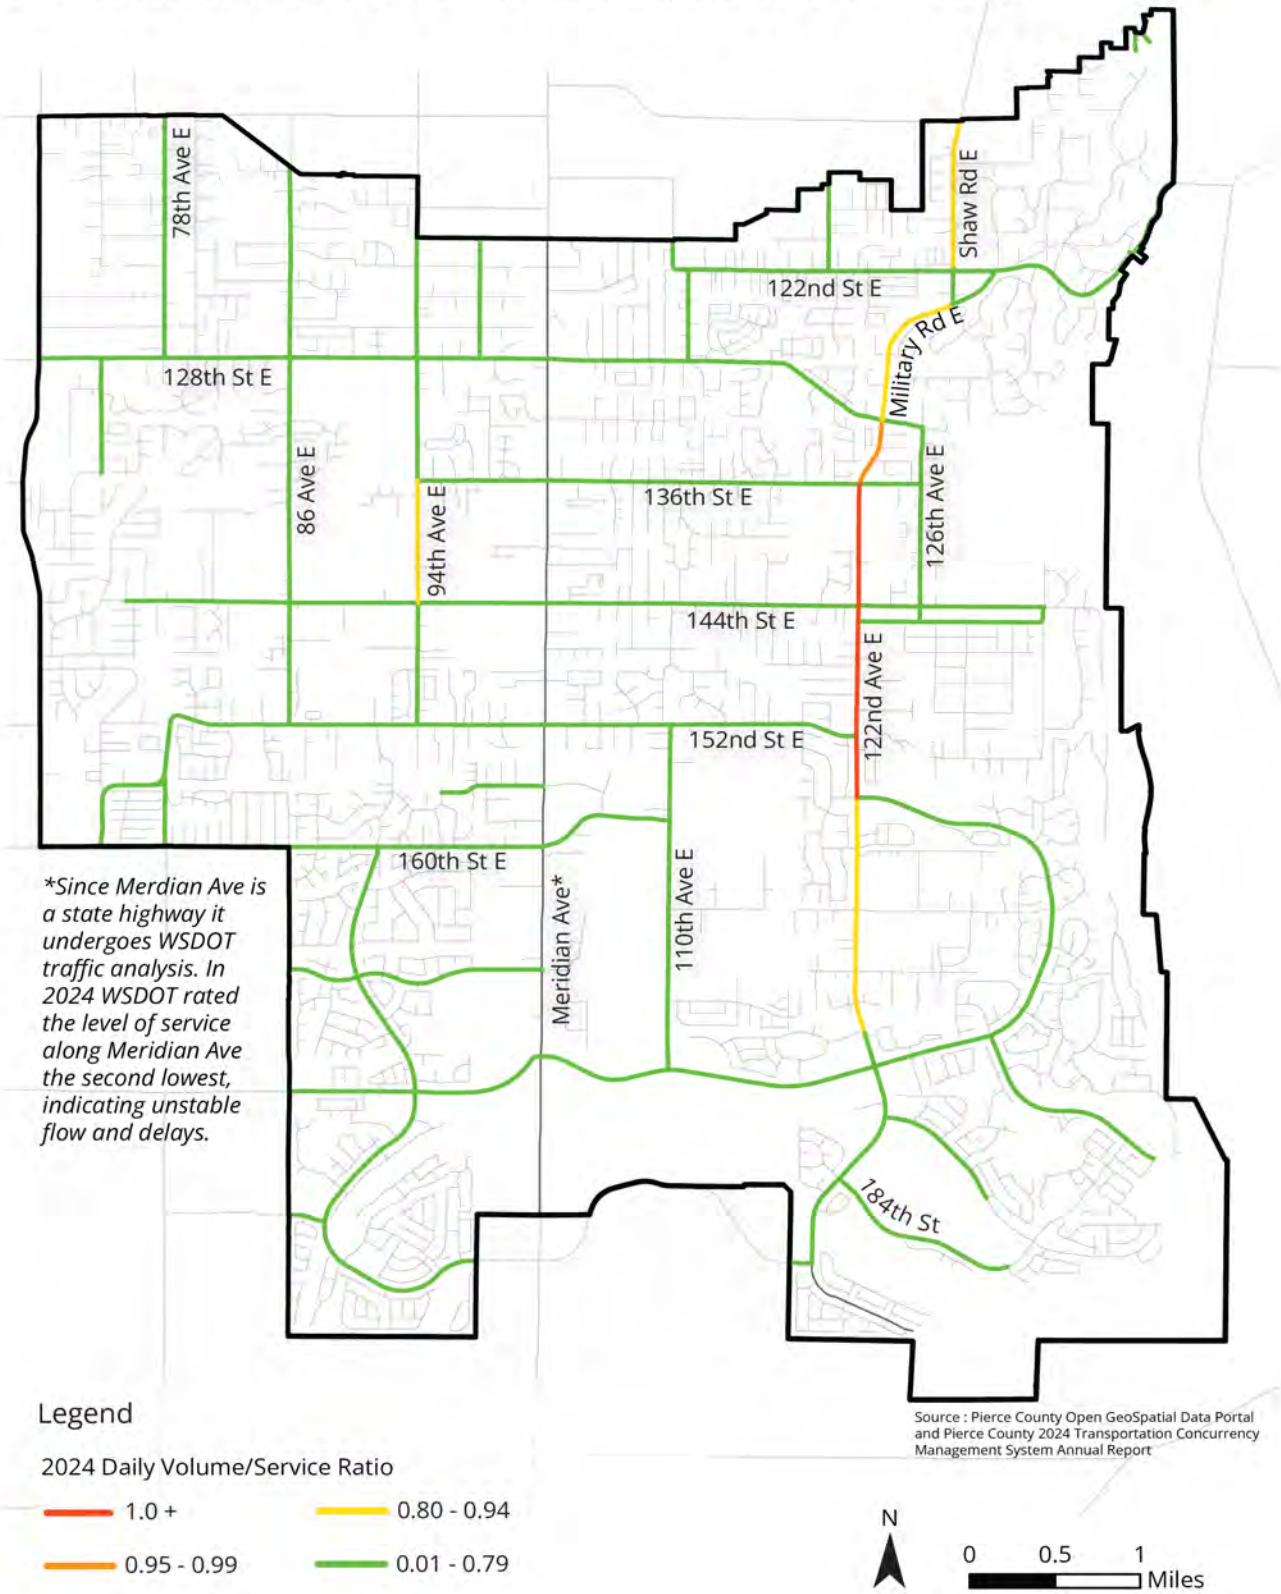 78th Ave E
Shaw Rd E
122nd St E
Military Rd E
128th St E
86 Ave E
94th Ave E
136th St E
126th Ave E
144th St E
122nd Ave E
152nd St E
160th St E
110th Ave E
Meridian Ave*
*Since Merdian Ave is
a state highway it
undergoes WSDOT
traffic analysis. In
2024 WSDOT rated
the level of service
along Meridian Ave
the second lowest,
indicating unstable
flow and delays.
184th St
Legend
2024 Daily Volume/Service Ratio
1.0 +
0.80 - 0.94
0.95 - 0.99
0.01 - 0.79
Source : Pierce County Open GeoSpatial Data Portal
and Pierce County 2024 Transportation Concurrency
Management System Annual Report
N
0 0.5 1
Miles